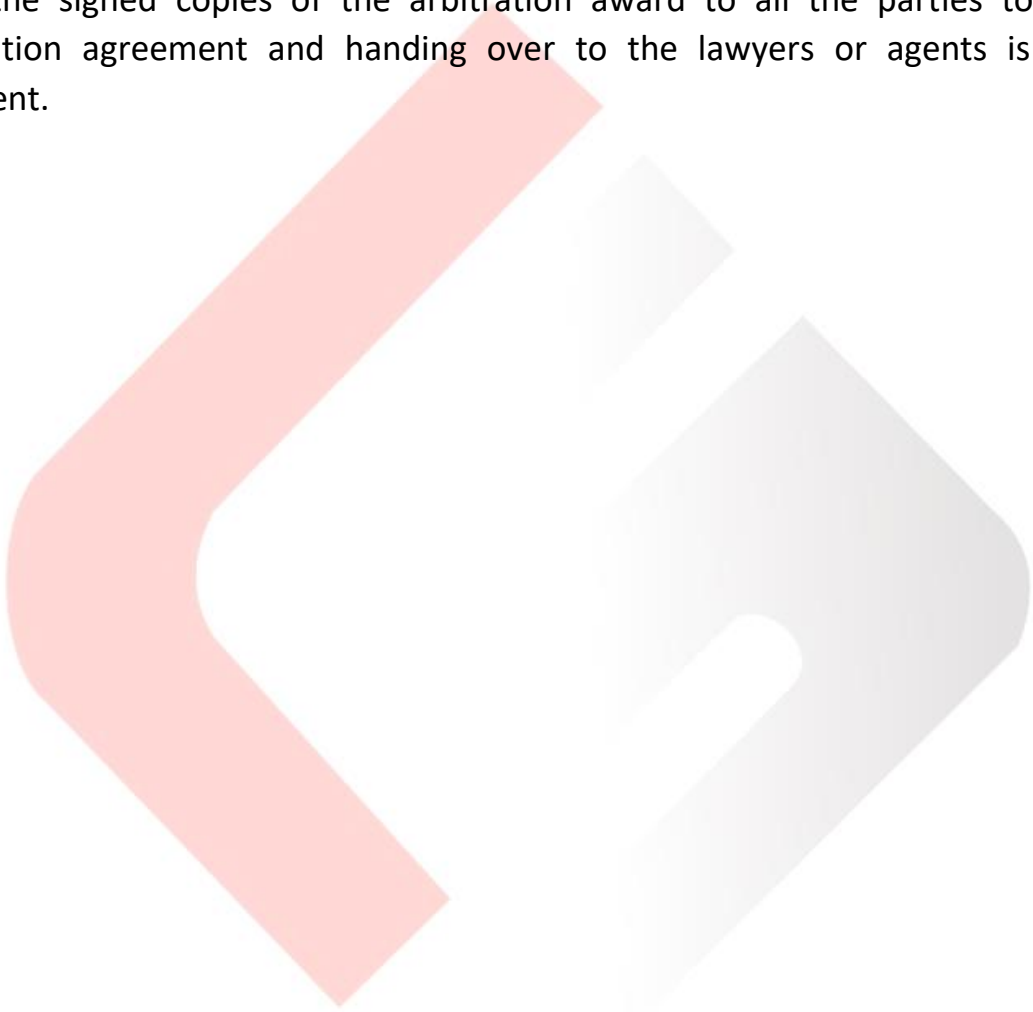 the signed copies of the arbitration award to all the parties to
tion agreement and handing over to the lawyers or agents is
ent.